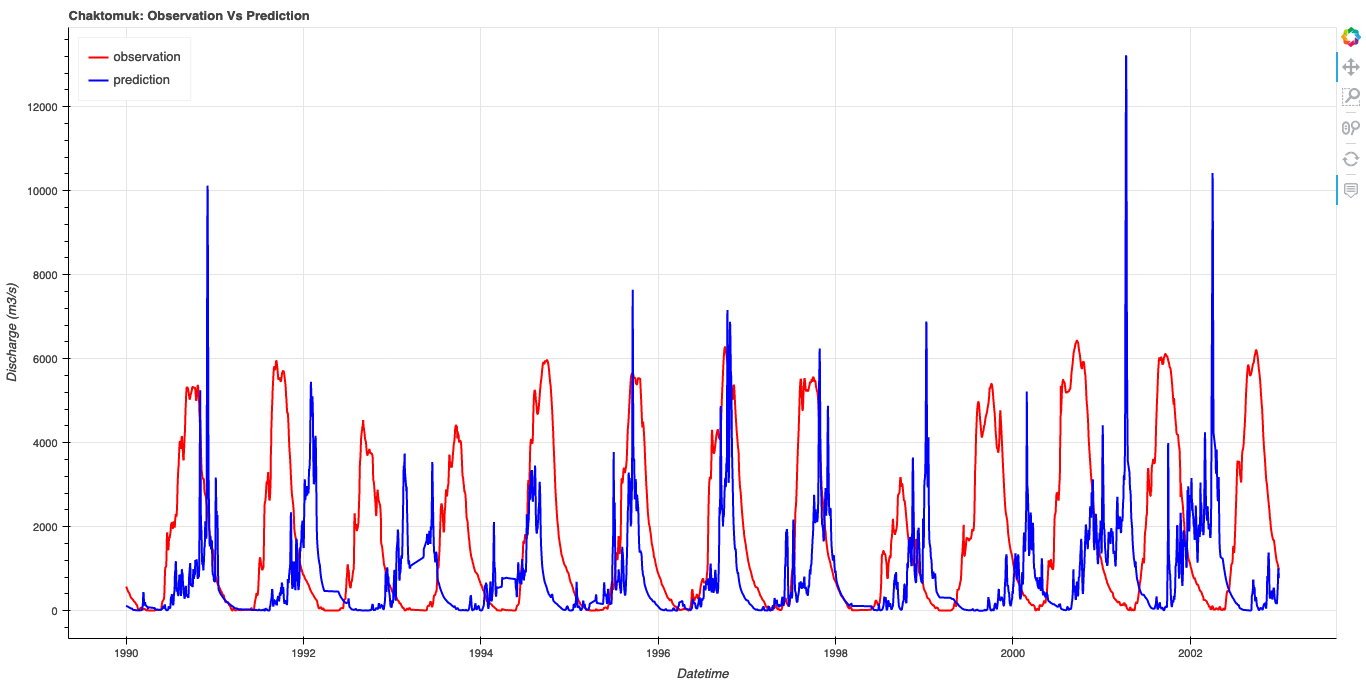 Chaktomuk: Observation Vs Prediction
observation
prediction
12000
10000
8000
6000
4000
2000
0
Discharge (m3/s)
1990 1992 1994 1996 1998 2000 2002
Datetime